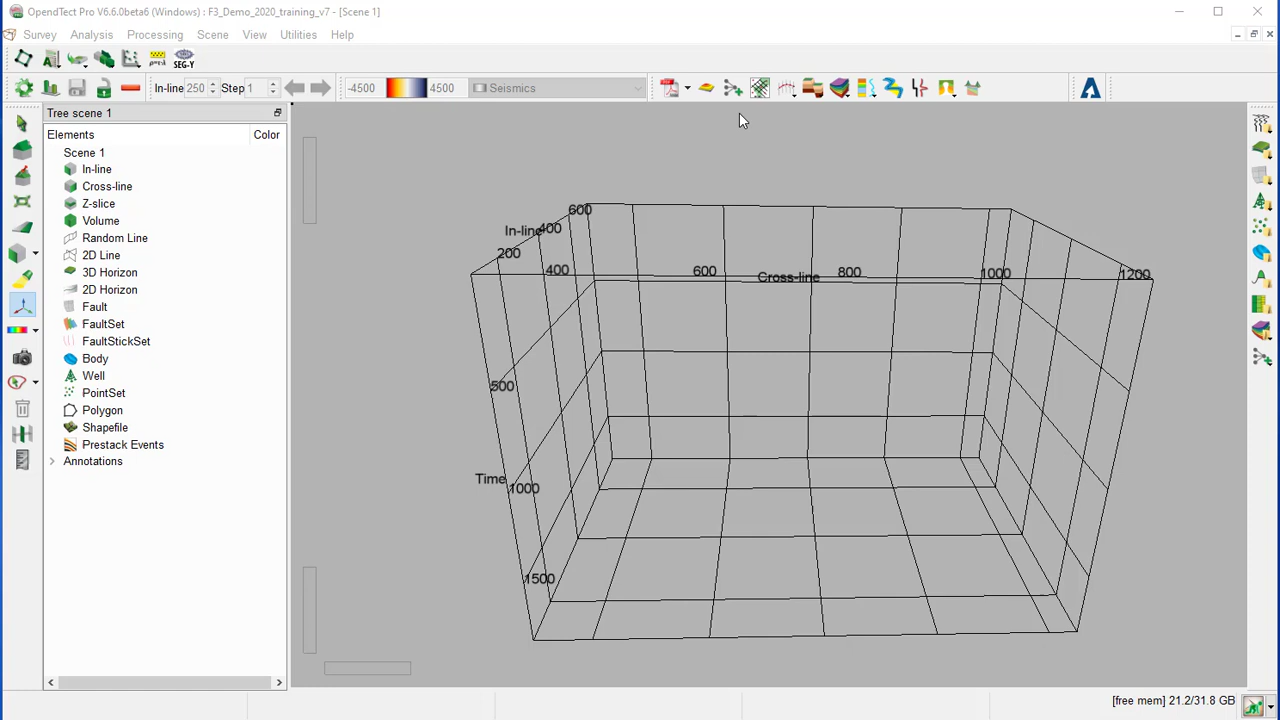 OpendTect Pro V6.6.0beta6 (Windows) : F3_Demo_2020_training_v7 - [Scene 1]
Survey Analysis Processing Scene View Utilities Help
SEG-Y
In-line 250 Step 1 -4500 4500 Seismics
Tree scene 1
Elements Color
Scene 1
In-line
Cross-line
Z-slice
Volume
Random Line
2D Line
3D Horizon
2D Horizon
Fault
FaultSet
FaultStickSet
Body
Well
PointSet
Polygon
Shapefile
Prestack Events
Annotations
600
In-line 400
200
400 600 Cross-line 800 1000 1200
500
Time 1000
1500
[free mem] 21.2/31.8 GB